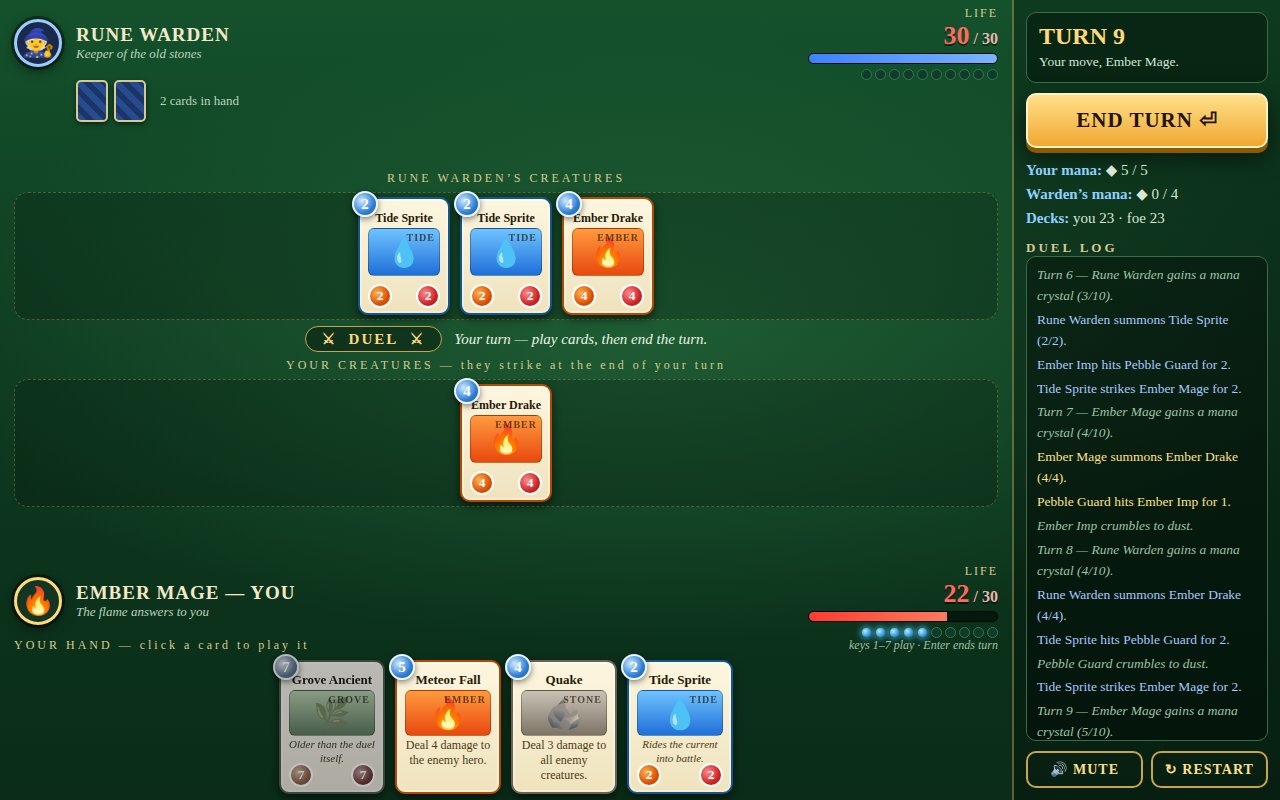 RUNE WARDEN
Keeper of the old stones
2 cards in hand
LIFE
30 / 30
RUNE WARDEN'S CREATURES
2
Tide Sprite
TIDE
2 2
2
Tide Sprite
TIDE
2 2
4
Ember Drake
EMBER
4 4
⚔ DUEL ⚔
Your turn — play cards, then end the turn.
YOUR CREATURES — they strike at the end of your turn
4
Ember Drake
EMBER
4 4
EMBER MAGE — YOU
The flame answers to you
LIFE
22 / 30
YOUR HAND — click a card to play it
keys 1–7 play · Enter ends turn
7
Grove Ancient
GROVE
Older than the duel
itself.
7 7
5
Meteor Fall
EMBER
Deal 4 damage to
the enemy hero.
4
Quake
STONE
Deal 3 damage to
all enemy
creatures.
2
Tide Sprite
TIDE
Rides the current
into battle.
2 2
TURN 9
Your move, Ember Mage.
END TURN ⏎
Your mana: ◆ 5 / 5
Warden's mana: ◆ 0 / 4
Decks: you 23 · foe 23
DUEL LOG
Turn 6 — Rune Warden gains a mana
crystal (3/10).
Rune Warden summons Tide Sprite
(2/2).
Ember Imp hits Pebble Guard for 2.
Tide Sprite strikes Ember Mage for 2.
Turn 7 — Ember Mage gains a mana
crystal (4/10).
Ember Mage summons Ember Drake
(4/4).
Pebble Guard hits Ember Imp for 1.
Ember Imp crumbles to dust.
Turn 8 — Rune Warden gains a mana
crystal (4/10).
Rune Warden summons Ember Drake
(4/4).
Tide Sprite hits Pebble Guard for 2.
Pebble Guard crumbles to dust.
Tide Sprite strikes Ember Mage for 2.
Turn 9 — Ember Mage gains a mana
crystal (5/10).
🔊 MUTE
↻ RESTART